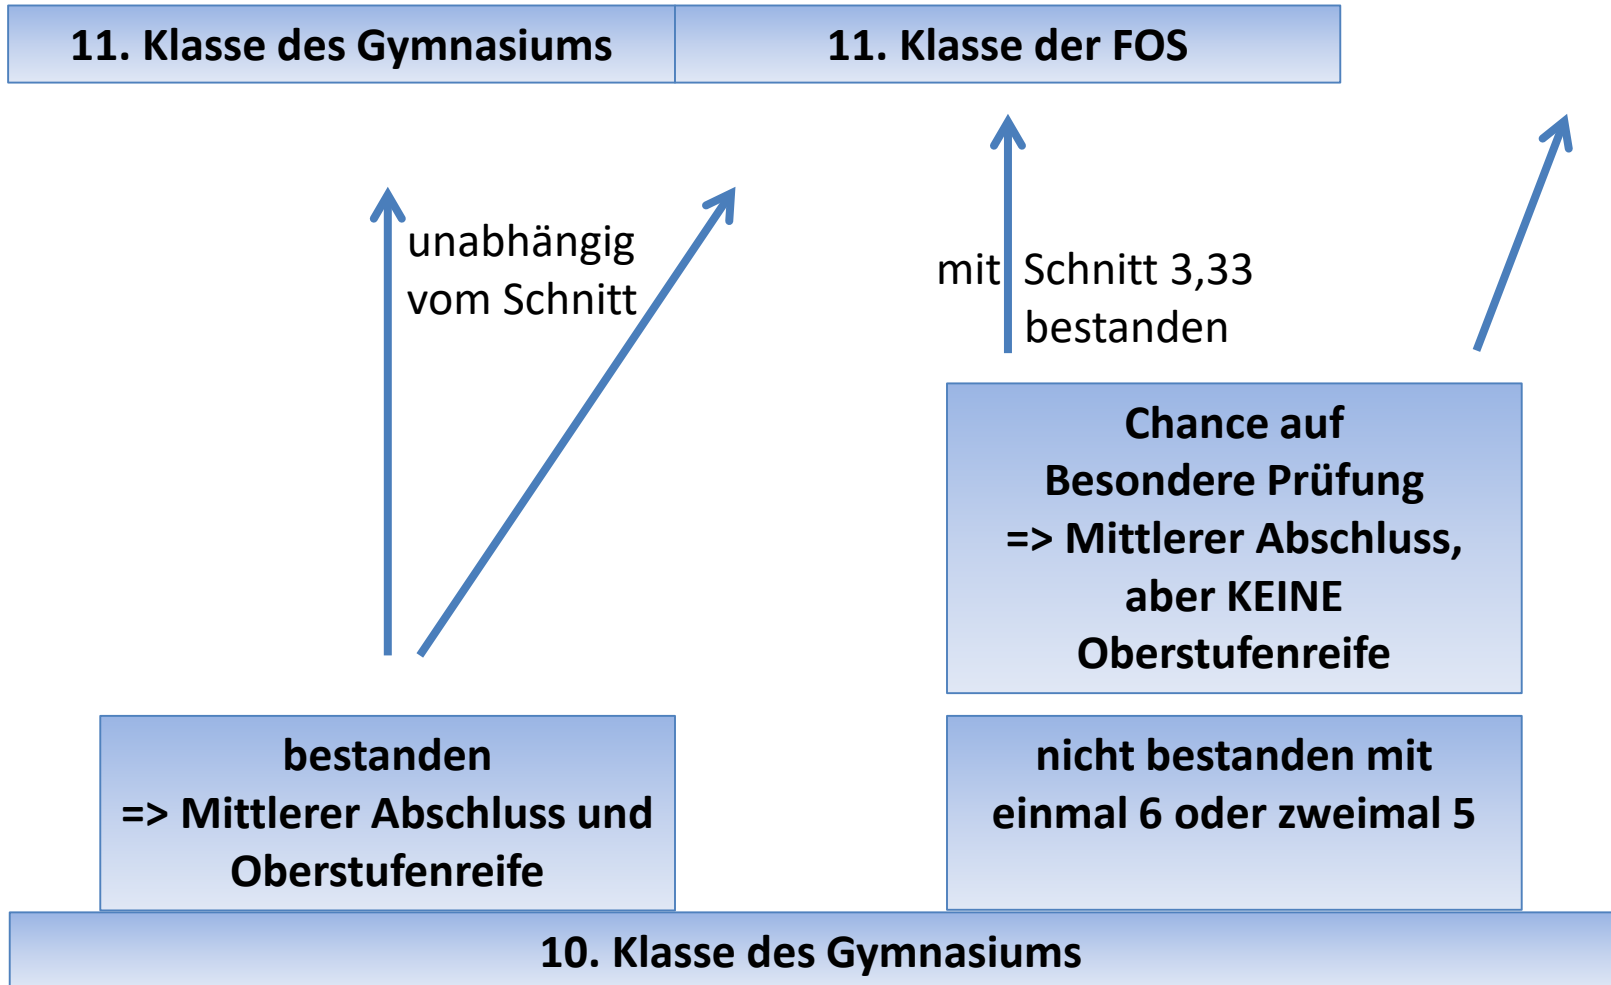 11. Klasse des Gymnasiums
11. Klasse der FOS
unabhängig
vom Schnitt
mit Schnitt 3,33
bestanden
Chance auf
Besondere Prüfung
=> Mittlerer Abschluss,
aber KEINE
Oberstufenreife
bestanden
=> Mittlerer Abschluss und
Oberstufenreife
nicht bestanden mit
einmal 6 oder zweimal 5
10. Klasse des Gymnasiums